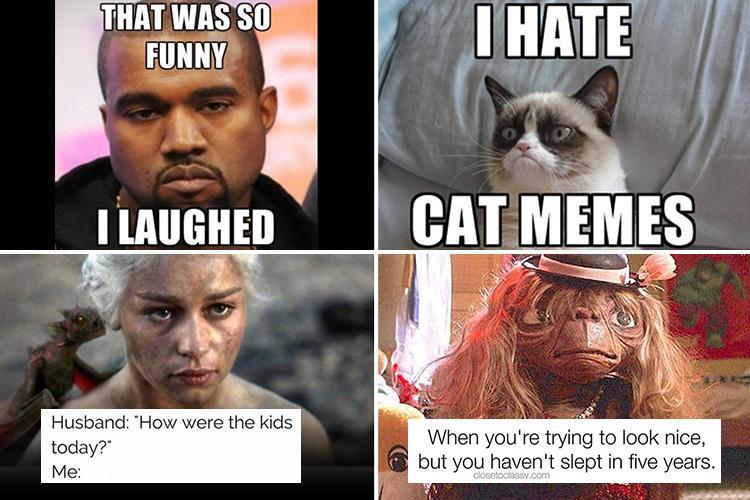 THAT WAS SO
FUNNY
I LAUGHED
I HATE
CAT MEMES
Husband: "How were the kids
today?"
Me:
When you're trying to look nice,
but you haven't slept in five years.
closetoclassy.com